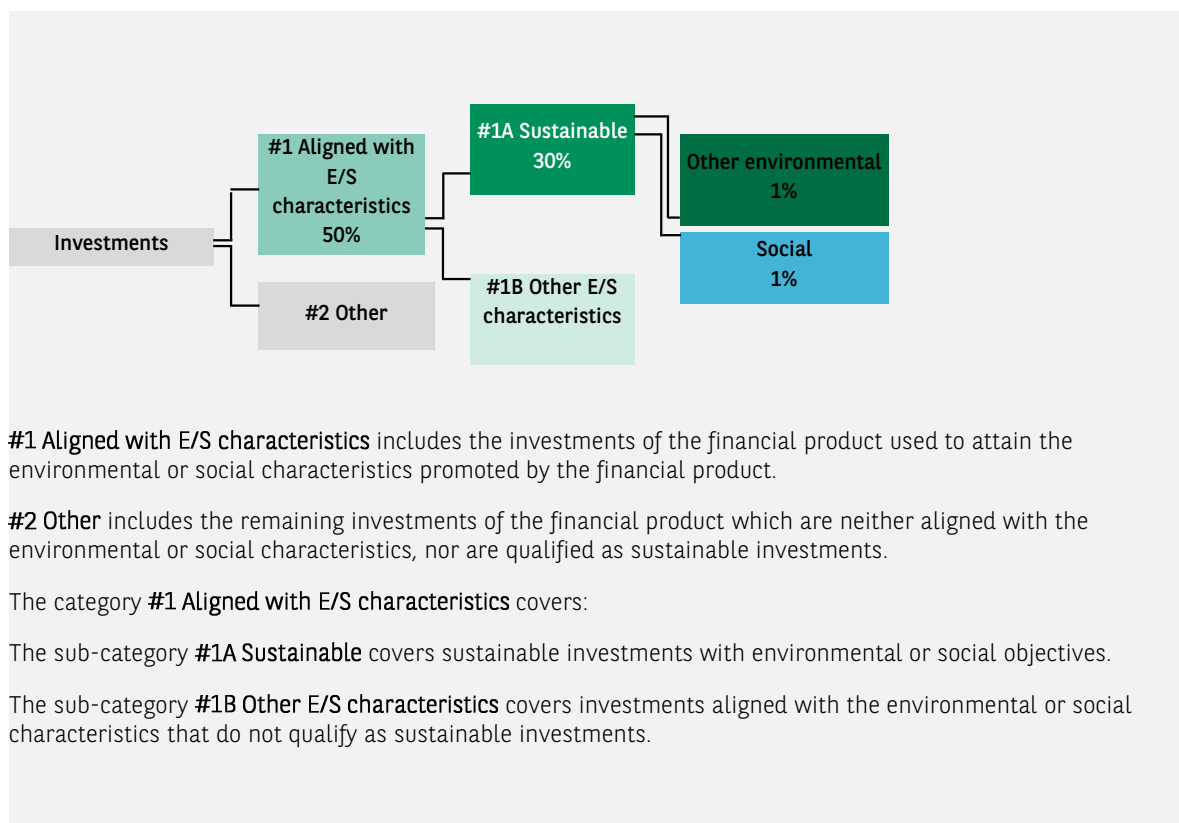 #1A Sustainable
30%
#1 Aligned with
E/S
characteristics
50%
Other environmental
1%
Investments
Social
1%
#1B Other E/S
characteristics
#2 Other
#1 Aligned with E/S characteristics includes the investments of the financial product used to attain the
environmental or social characteristics promoted by the financial product.
#2 Other includes the remaining investments of the financial product which are neither aligned with the
environmental or social characteristics, nor are qualified as sustainable investments.
The category #1 Aligned with E/S characteristics covers:
The sub-category #1A Sustainable covers sustainable investments with environmental or social objectives.
The sub-category #1B Other E/S characteristics covers investments aligned with the environmental or social
characteristics that do not qualify as sustainable investments.